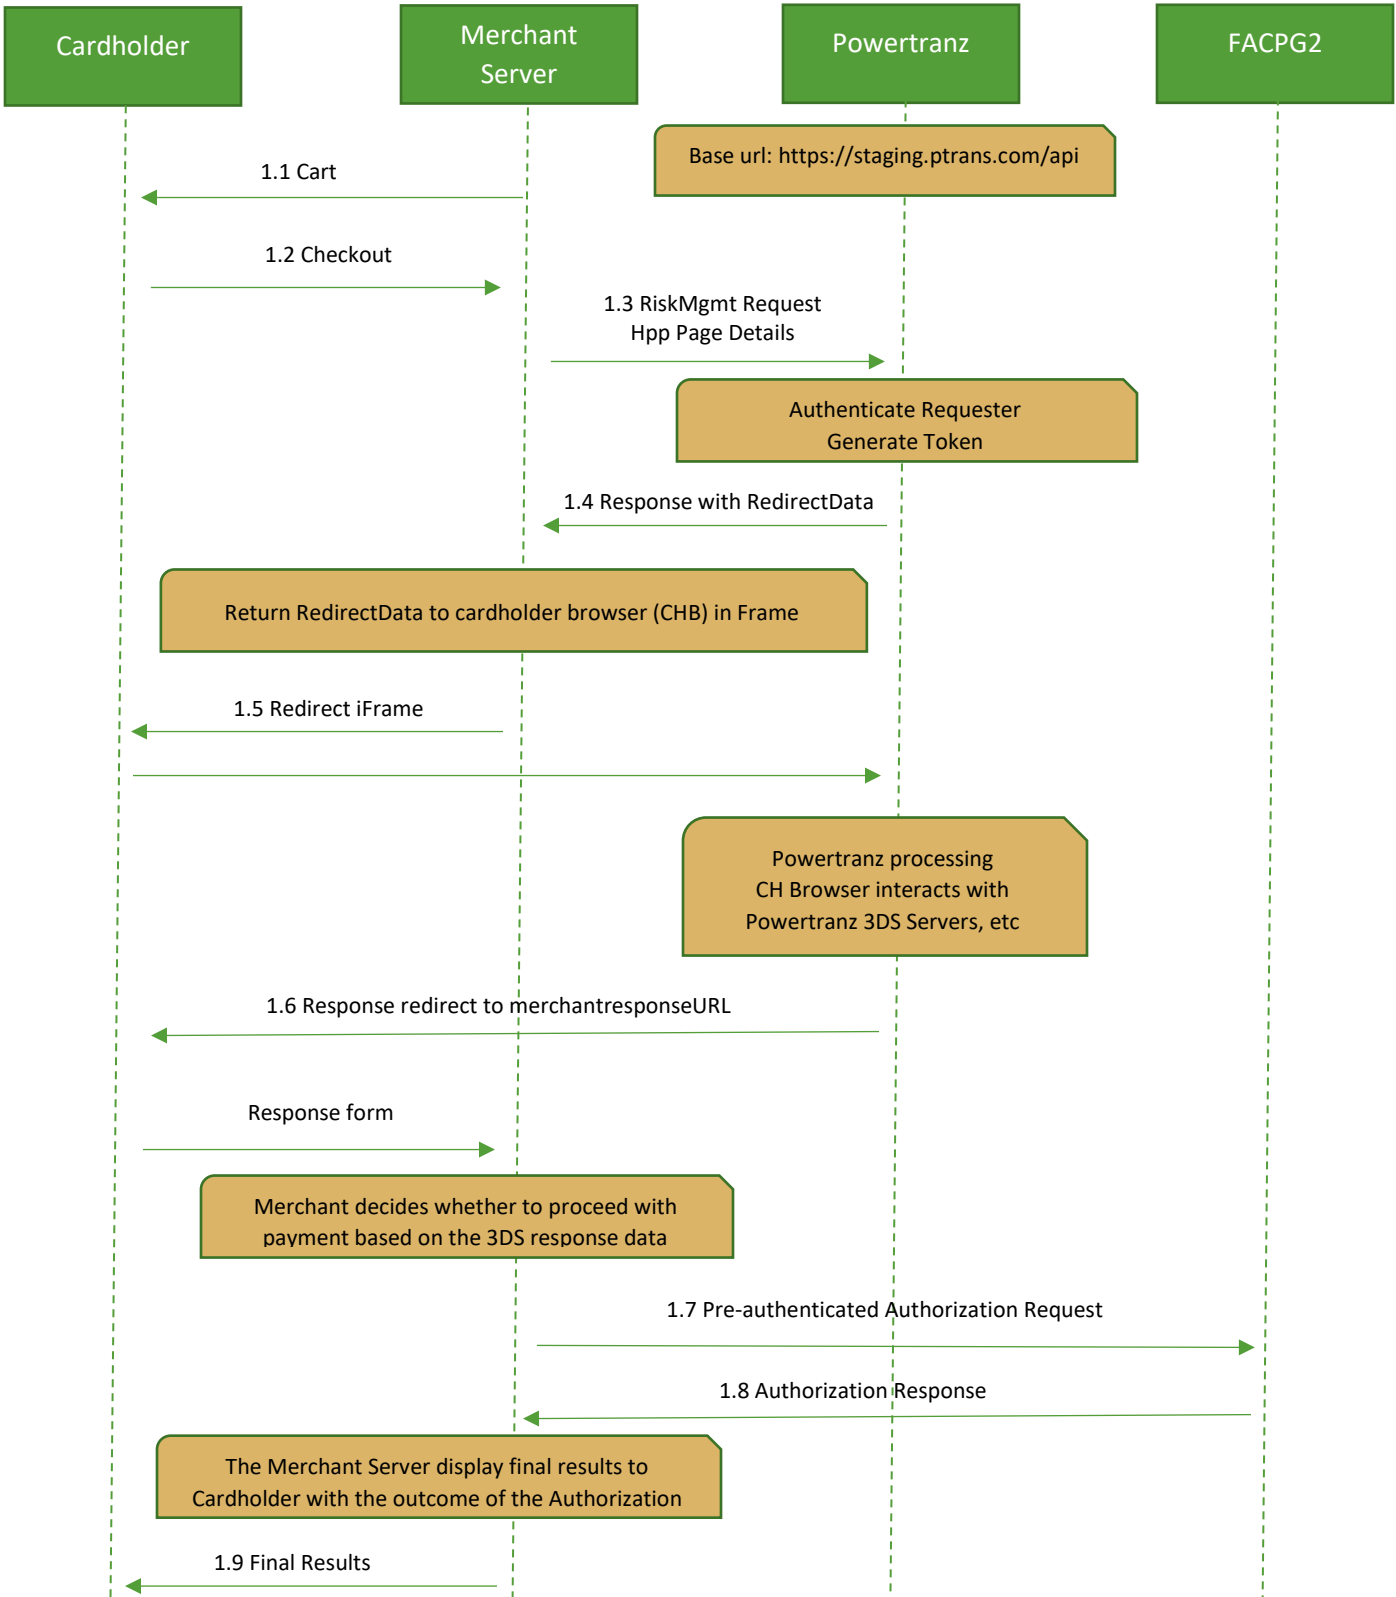 Cardholder
Merchant
Server
Powertranz
FACPG2
Base url: https://staging.ptrans.com/api
1.1 Cart
1.2 Checkout
1.3 RiskMgmt Request
Hpp Page Details
Authenticate Requester
Generate Token
1.4 Response with RedirectData
Return RedirectData to cardholder browser (CHB) in Frame
1.5 Redirect iFrame
Powertranz processing
CH Browser interacts with
Powertranz 3DS Servers, etc
1.6 Response redirect to merchantresponseURL
Response form
Merchant decides whether to proceed with
payment based on the 3DS response data
1.7 Pre-authenticated Authorization Request
1.8 Authorization Response
The Merchant Server display final results to
Cardholder with the outcome of the Authorization
1.9 Final Results